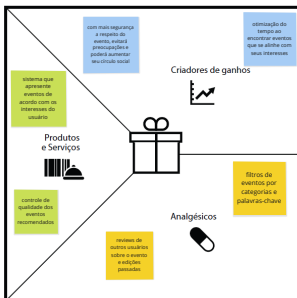 com mais segurança
a respeito do
evento, evitará
preocupações e
poderá aumentar
seu círculo social
otimização do
tempo ao
encontrar eventos
que se alinhe com
seus interesses
Criadores de ganhos
sistema que
apresente
eventos de
acordo com os
interesses do
usuário
Produtos
e Serviços
filtros de
eventos por
categorias e
palavras-chave
controle de
qualidade dos
eventos
recomendados
Analgésicos
reviews de
outros usuários
sobre o evento
e edições
passadas